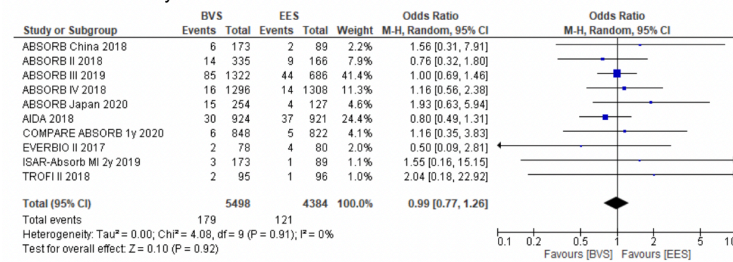 BVS EES Odds Ratio Odds Ratio
Study or Subgroup Events Total Events Total Weight M-H, Random, 95% CI M-H, Random, 95% CI
ABSORB China 2018 6 173 2 89 2.2% 1.56 [0.31, 7.91]
ABSORB II 2018 14 335 9 166 7.9% 0.76 [0.32, 1.80]
ABSORB III 2019 85 1322 44 686 41.4% 1.00 [0.69, 1.46]
ABSORB IV 2018 16 1296 14 1308 11.4% 1.16 [0.56, 2.38]
ABSORB Japan 2020 15 254 4 127 4.7% 1.93 [0.63, 5.94]
AIDA 2018 30 924 37 921 24.4% 0.80 [0.49, 1.31]
COMPARE ABSORB 1y 2020 6 848 5 822 4.1% 1.16 [0.35, 3.83]
EVERBIO II 2017 2 78 4 80 2.0% 0.50 [0.09, 2.81]
ISAR-Absorb MI 2y 2019 3 173 1 89 1.1% 1.55 [0.16, 15.15]
TROFI II 2018 2 95 1 96 1.0% 2.04 [0.18, 22.92]
Total (95% CI) 5498 4384 100.0% 0.99 [0.77, 1.26]
Total events 179 121
Heterogeneity: Tau² = 0.00; Chi² = 4.08, df = 9 (P = 0.91); I² = 0%
Test for overall effect: Z = 0.10 (P = 0.92)
0.1 0.2 0.5 1 2 5 10
Favours [BVS] Favours [EES]